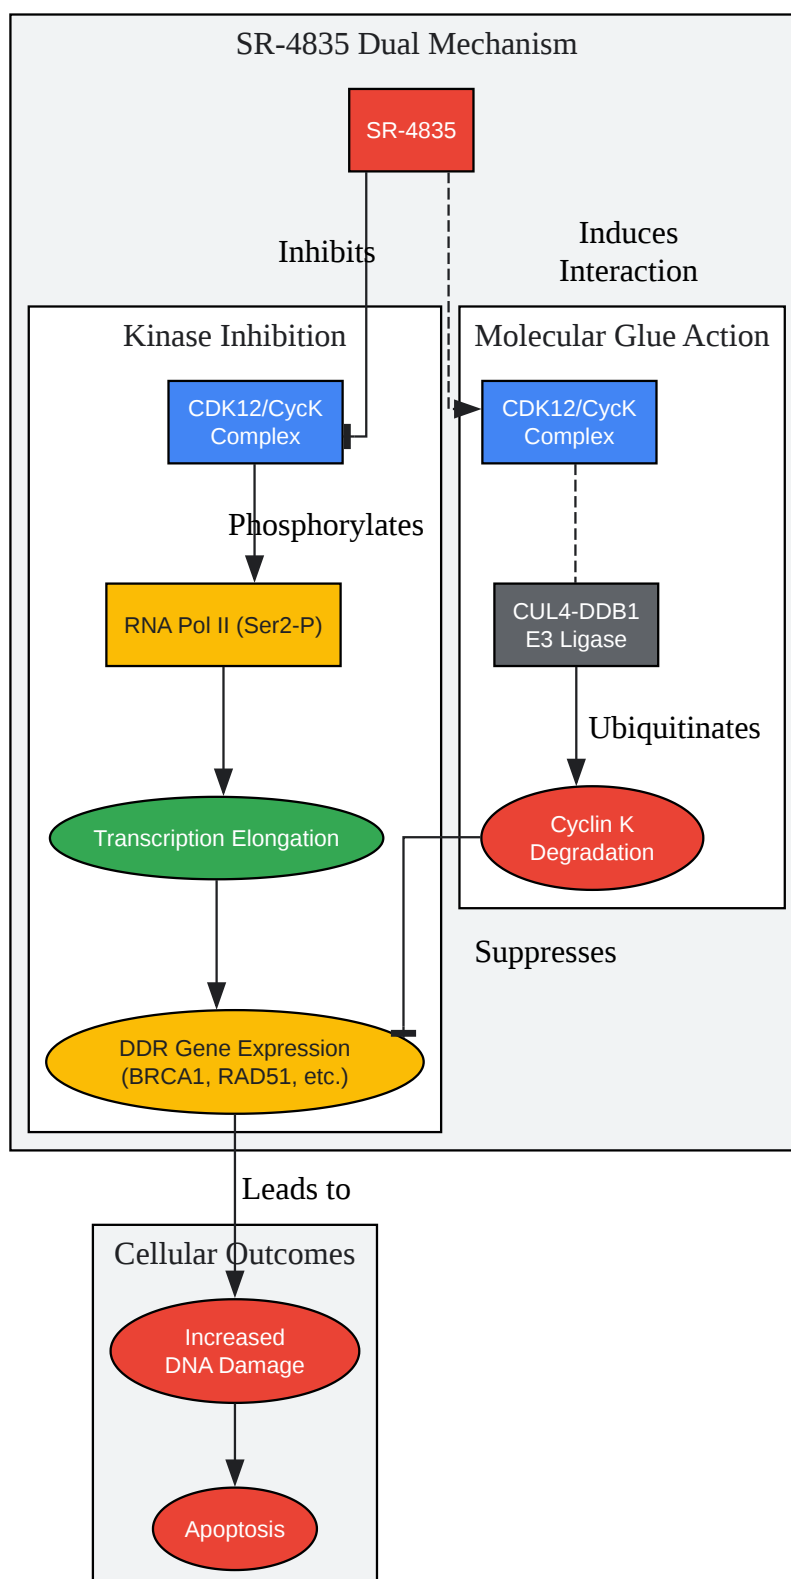 SR-4835 Dual Mechanism
SR-4835
Inhibits
Induces
Interaction
Kinase Inhibition
Molecular Glue Action
CDK12/CycK
Complex
CDK12/CycK
Complex
Phosphorylates
RNA Pol II (Ser2-P)
CUL4-DDB1
E3 Ligase
Ubiquitinates
Transcription Elongation
Cyclin K
Degradation
Suppresses
DDR Gene Expression
(BRCA1, RAD51, etc.)
Leads to
Cellular Outcomes
Increased
DNA Damage
Apoptosis